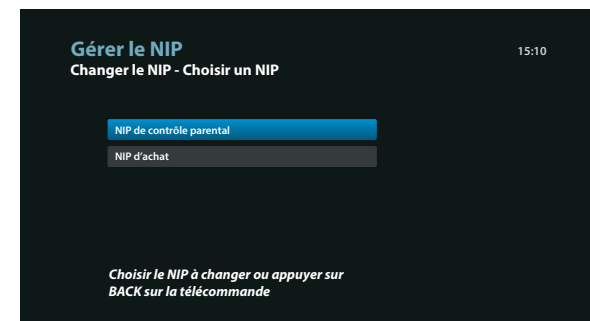 Gérer le NIP
15:10
Changer le NIP - Choisir un NIP
NIP de contrôle parental
NIP d'achat
Choisir le NIP à changer ou appuyer sur
BACK sur la télécommande